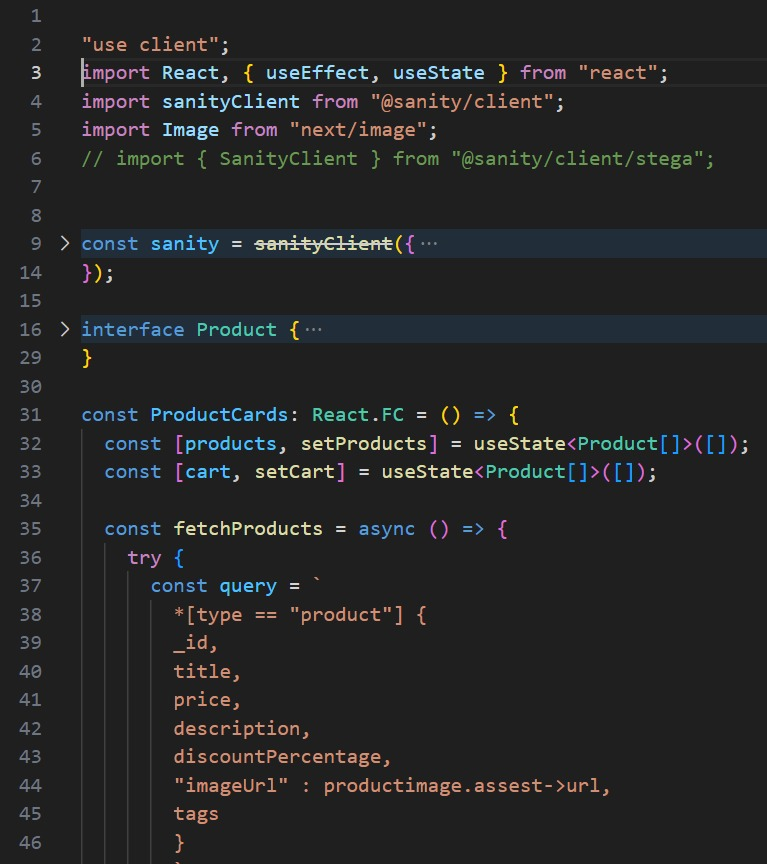 1
2 "use client";
3 import React, { useEffect, useState } from "react";
4 import sanityClient from "@sanity/client";
5 import Image from "next/image";
6 // import { SanityClient } from "@sanity/client/stega";
7
8
9 > const sanity = sanityClient({ ···
14 });
15
16 > interface Product { ···
29 }
30
31 const ProductCards: React.FC = () => {
32 const [products, setProducts] = useState<Product[]>([]);
33 const [cart, setCart] = useState<Product[]>([]);
34
35 const fetchProducts = async () => {
36 try {
37 const query = `
38 *[type == "product"] {
39 _id,
40 title,
41 price,
42 description,
43 discountPercentage,
44 "imageUrl" : productimage.assest->url,
45 tags
46 }